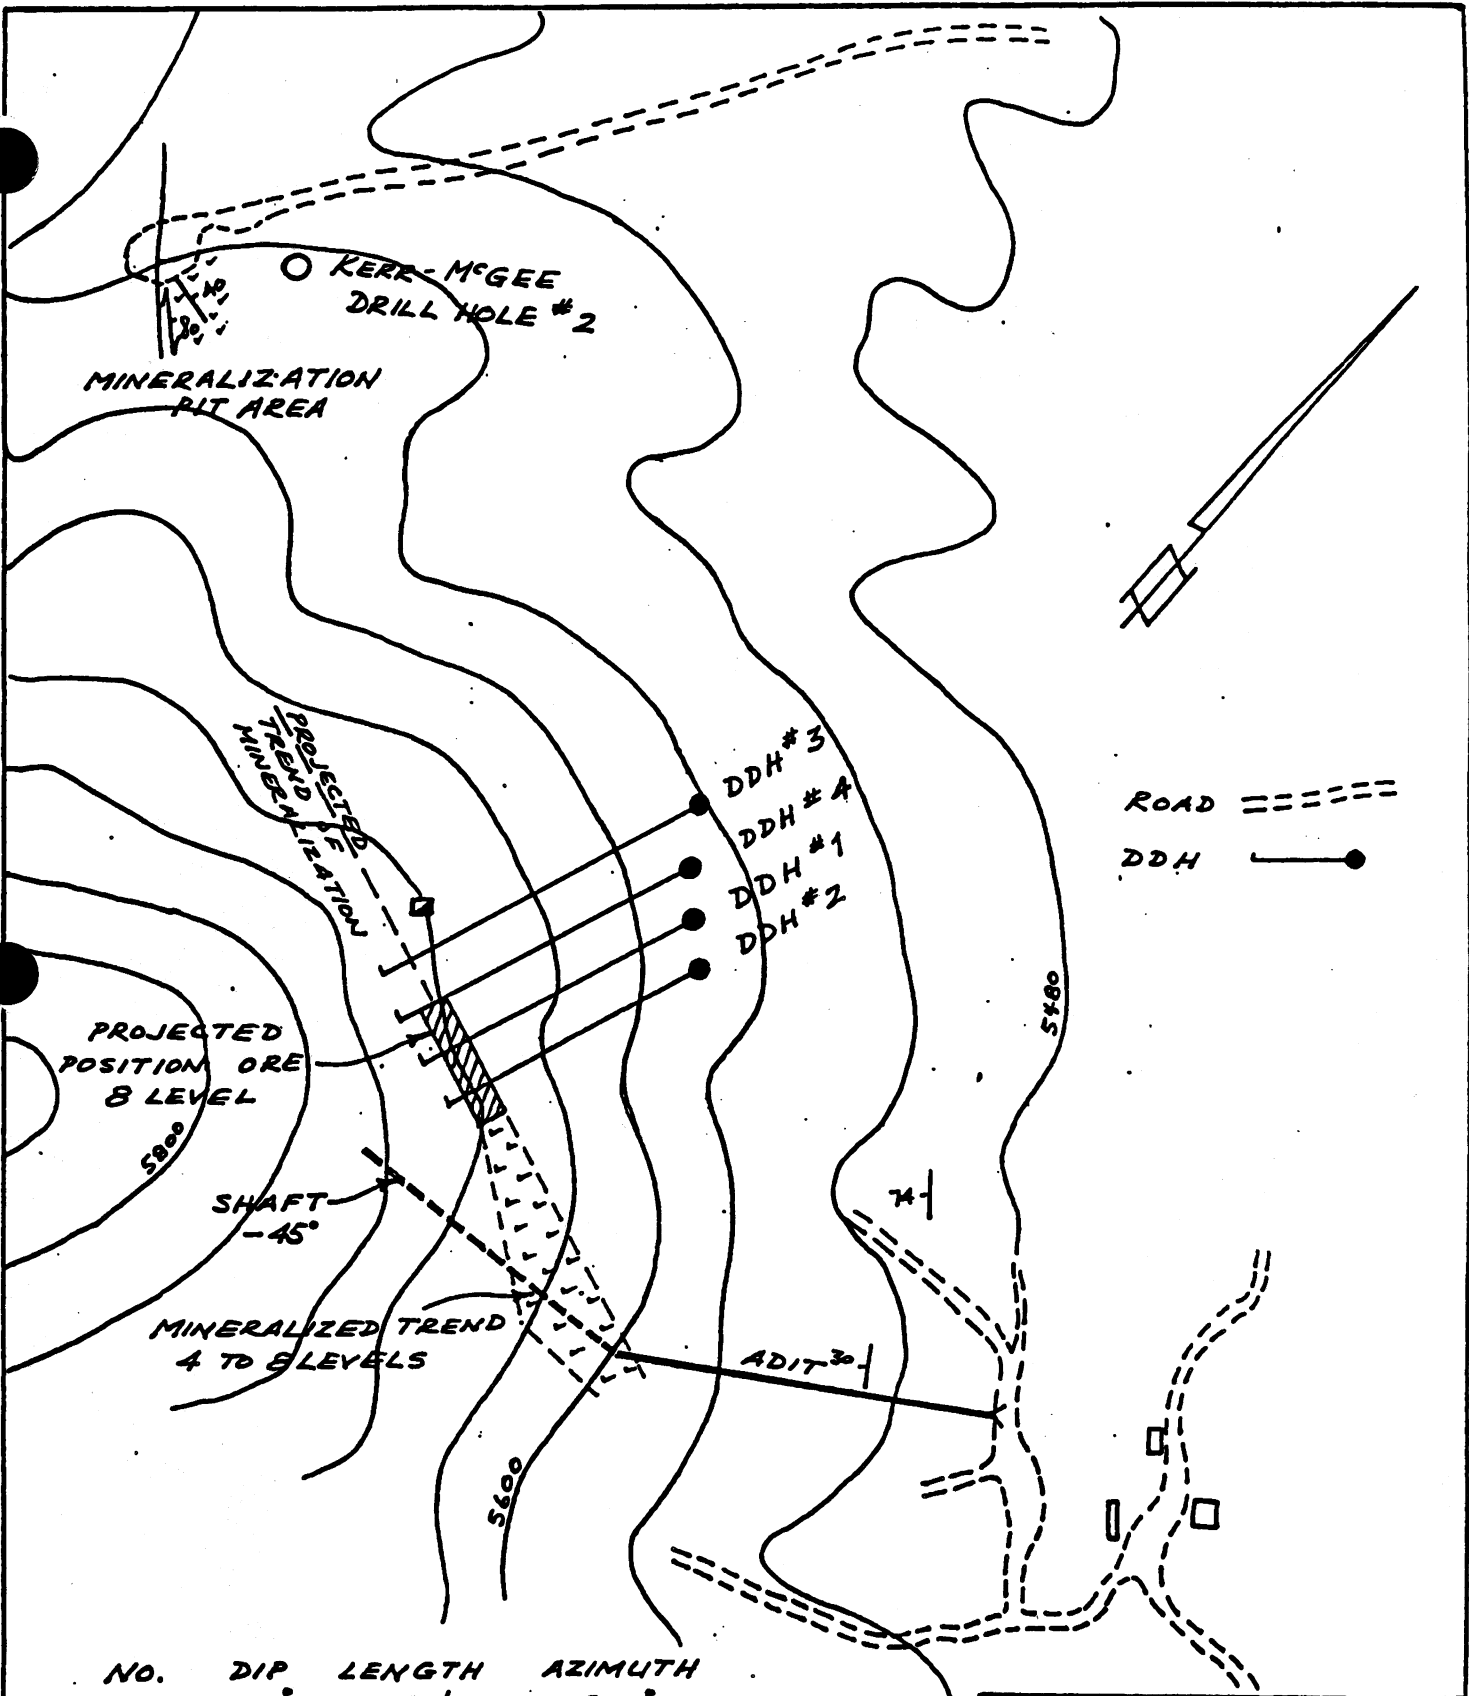 KERR-McGEE
DRILL HOLE #2
40
80
MINERALIZATION
PIT AREA
PROJECTED
TREND OF
MINERALIZATION
DDH #3
DDH #4
DDH #1
DDH #2
N
ROAD
DDH
5480
PROJECTED
POSITION ORE
8 LEVEL
5800
SHAFT
-45°
74
MINERALIZED TREND
4 TO 8 LEVELS
ADIT
30
5600
NO. DIP LENGTH AZIMUTH